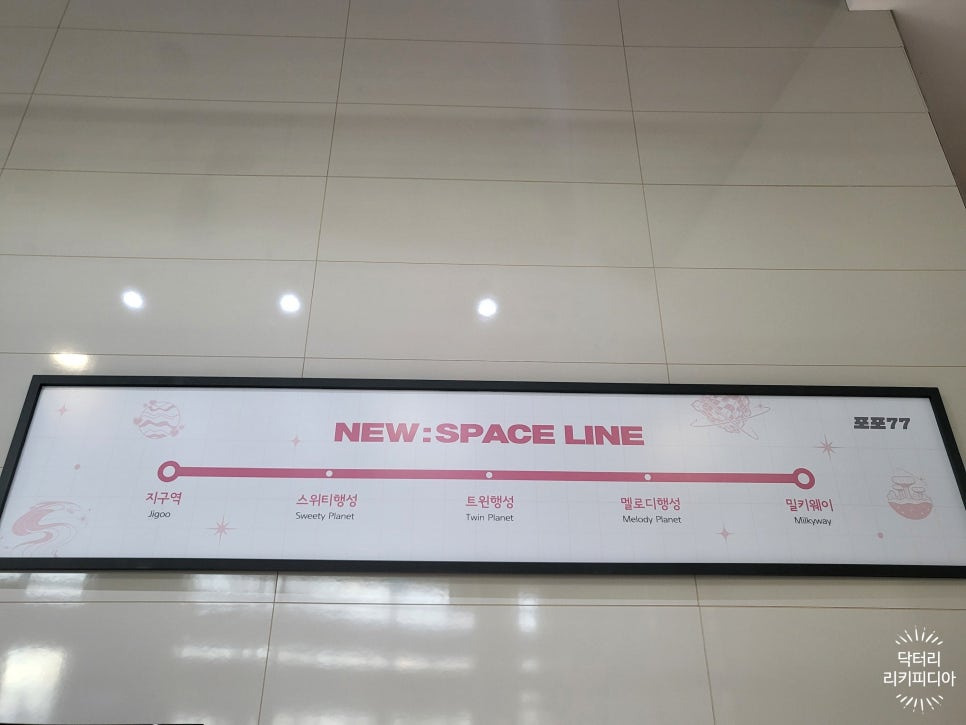 NEW:SPACE LINE
포포77
지구역
Jigoo
스위티행성
Sweety Planet
트윈행성
Twin Planet
멜로디행성
Melody Planet
밀키웨이
Milkyway
닥터리
리키피디아